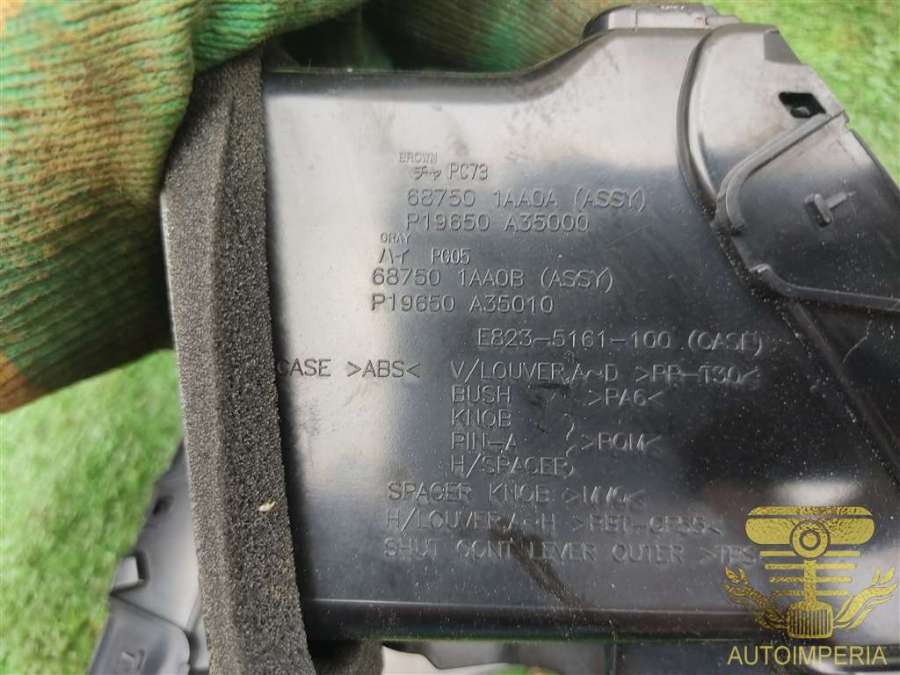 BROWN
チャ PC73
68750 1AA0A (ASSY)
P19650 A35000
GRAY
ハイ PG05
68750 1AA0B (ASSY)
P19650 A35010
E823-5161-100 (CASE)
CASE >ABS< V/LOUVER A~D >PP-T30<
BUSH >PA6<
KNOB
PIN-A >POM<
H/SPACER
SPACER KNOB
H/LOUVER A~H
SHUT CONT LEVER OUTER
AUTOIMPERIA